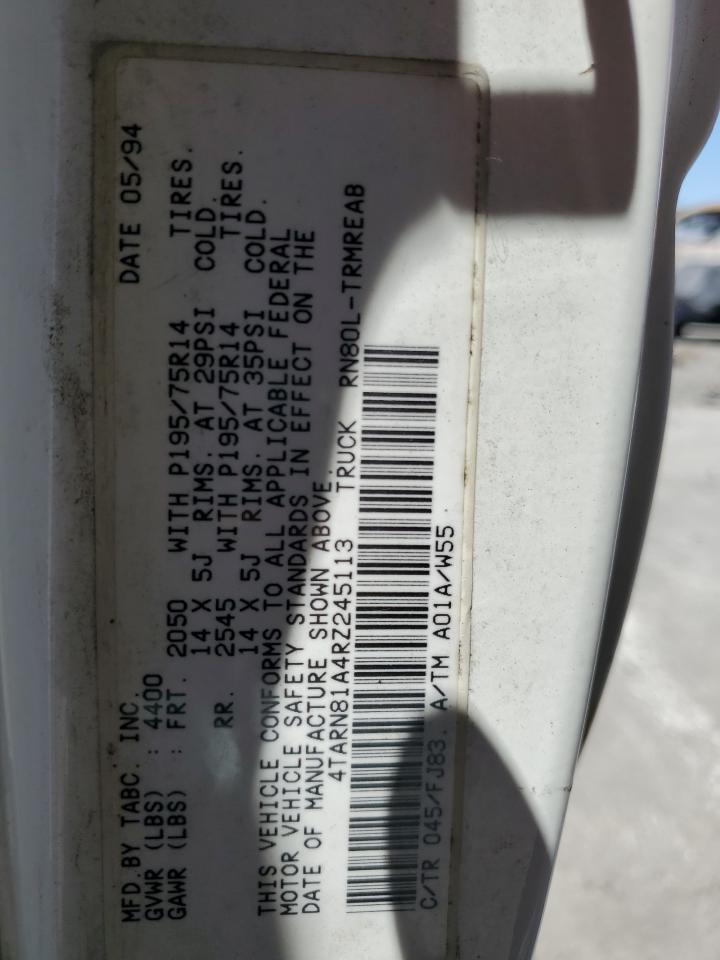 MFD.BY TABC. INC. DATE 05/94
GVWR (LBS) : 4400
GAWR (LBS) : FRT. 2050 WITH P195/75R14 TIRES.
14 X 5J RIMS. AT 29PSI COLD.
RR. 2545 WITH P195/75R14 TIRES.
14 X 5J RIMS. AT 35PSI COLD.
THIS VEHICLE CONFORMS TO ALL APPLICABLE FEDERAL
MOTOR VEHICLE SAFETY STANDARDS IN EFFECT ON THE
DATE OF MANUFACTURE SHOWN ABOVE.
4TARN81A4RZ245113 TRUCK RN80L-TRMREAB
C/TR 045/FJ83. A/TM A01A/W55